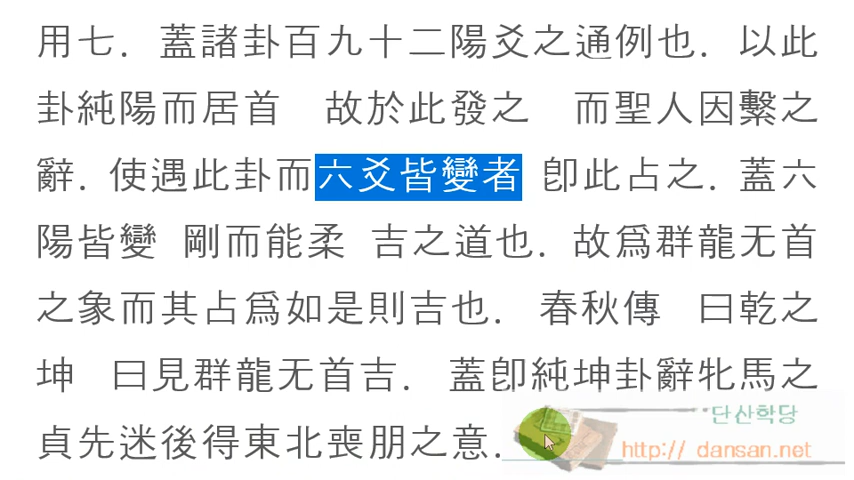 用七. 蓋諸卦百九十二陽爻之通例也. 以此
卦純陽而居首 故於此發之 而聖人因繫之
辭. 使遇此卦而六爻皆變者 卽此占之. 蓋六
陽皆變 剛而能柔 吉之道也. 故爲群龍无首
之象而其占爲如是則吉也. 春秋傳 曰乾之
坤 曰見群龍无首吉. 蓋卽純坤卦辭牝馬之
貞先迷後得東北喪朋之意.
단산학당
http:// dansan.net